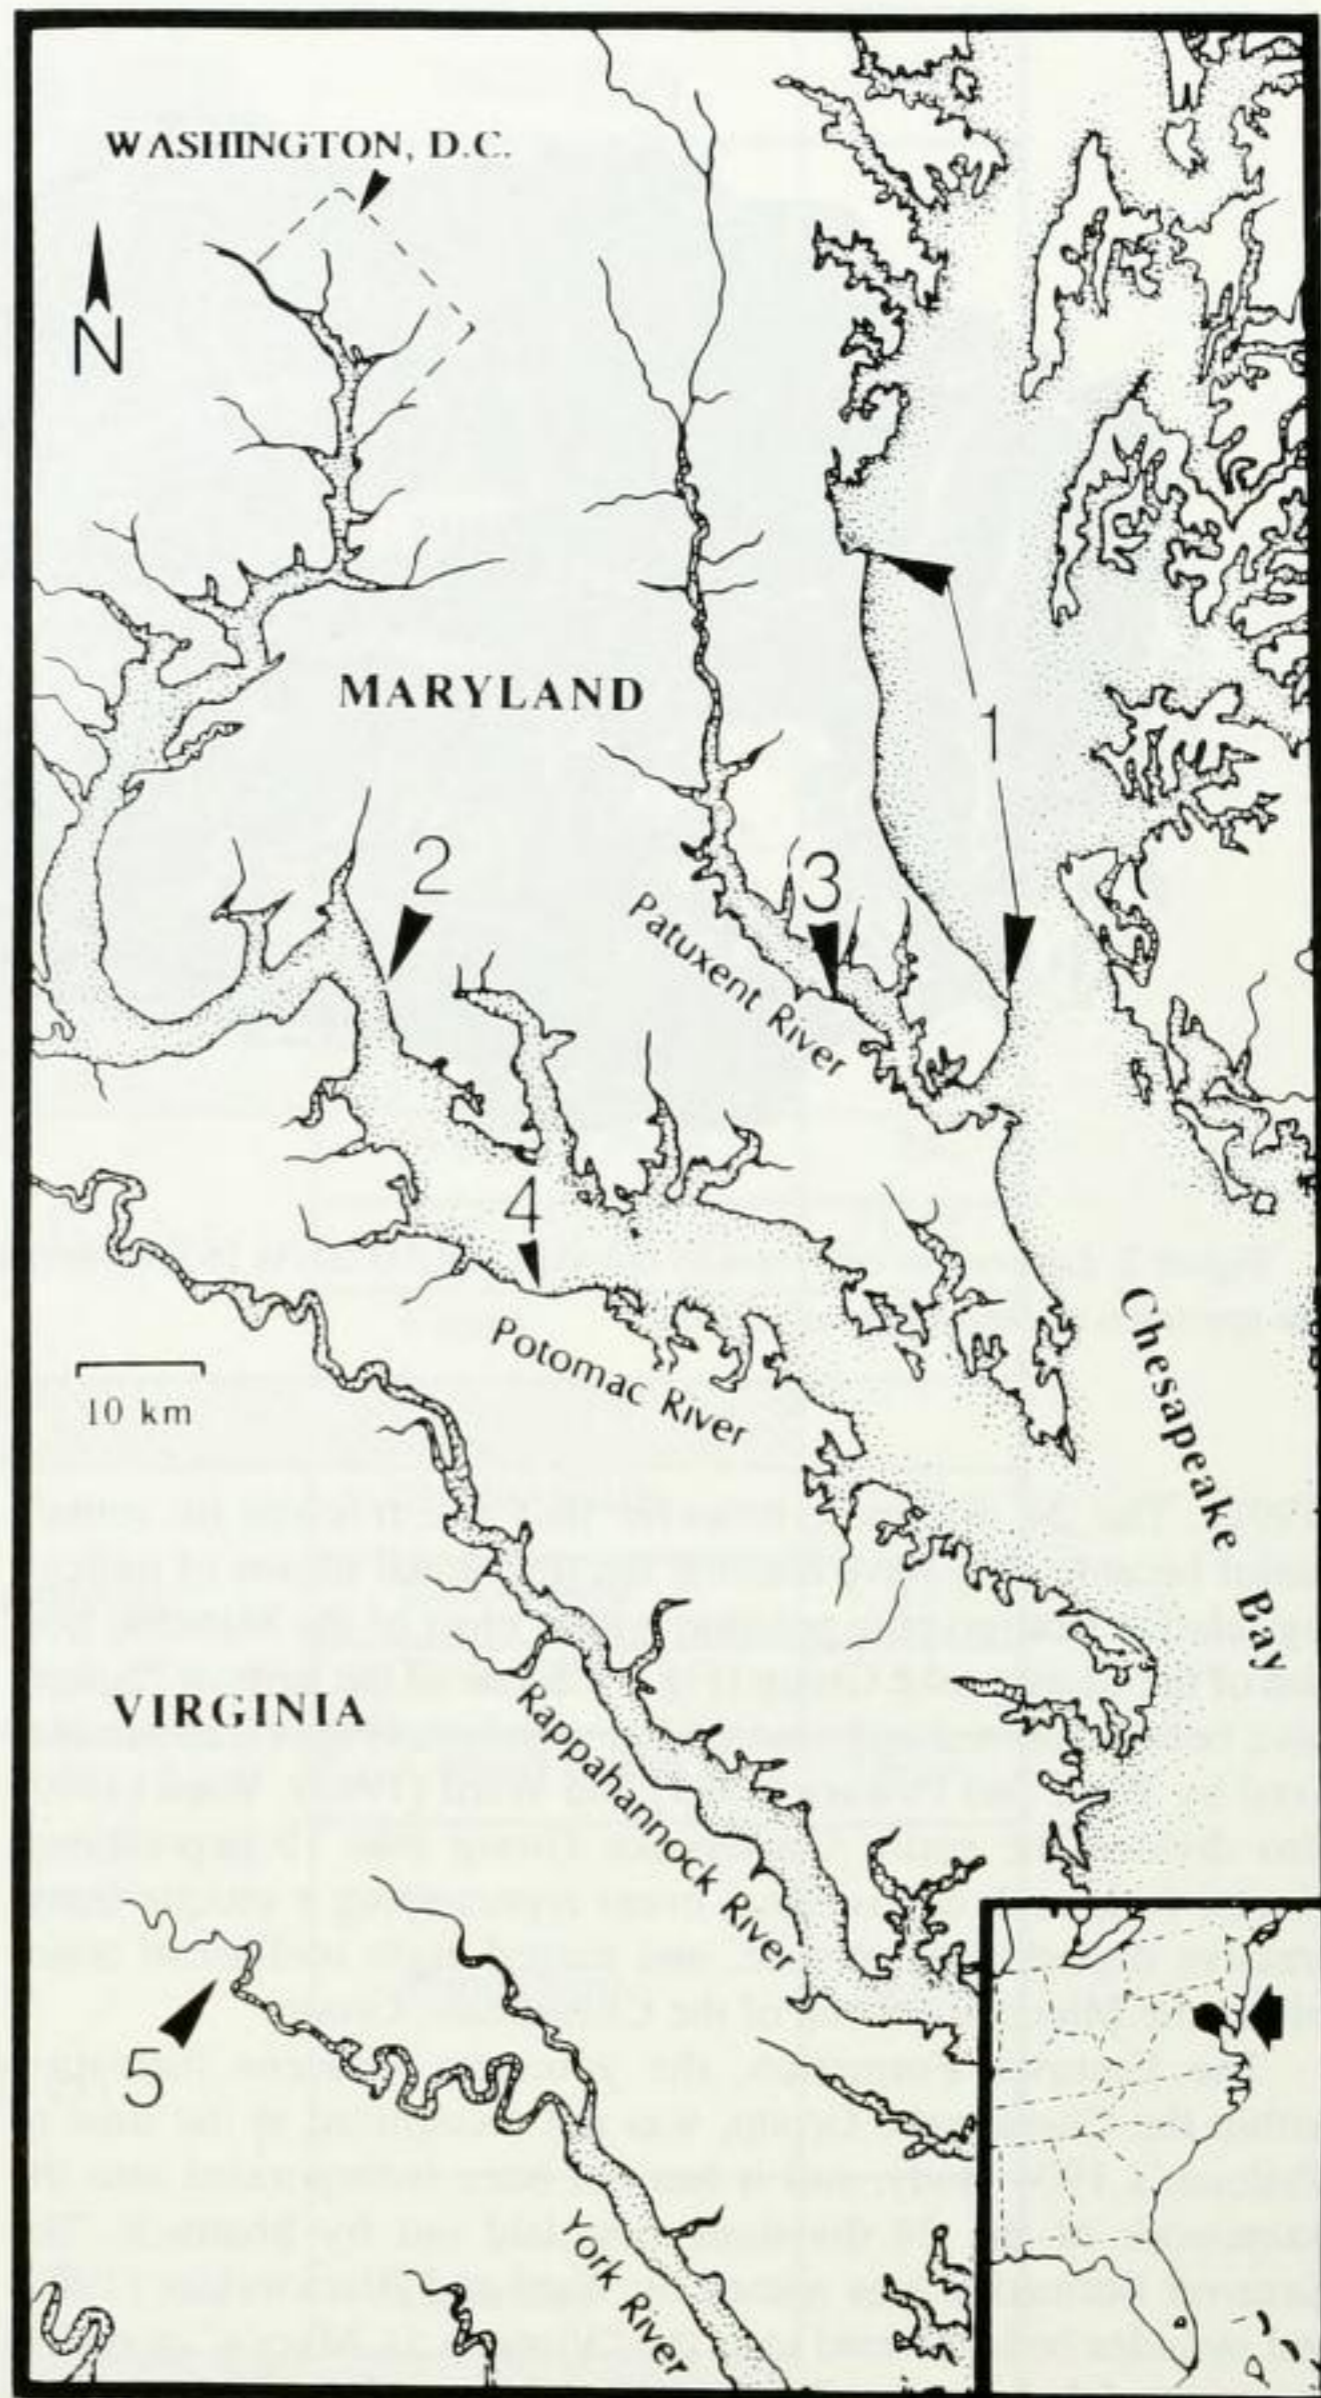 WASHINGTON, D.C.
N
MARYLAND
1
2
3
Patuxent River
4
Potomac River
Chesapeake Bay
10 km
VIRGINIA
Rappahannock River
5
York River